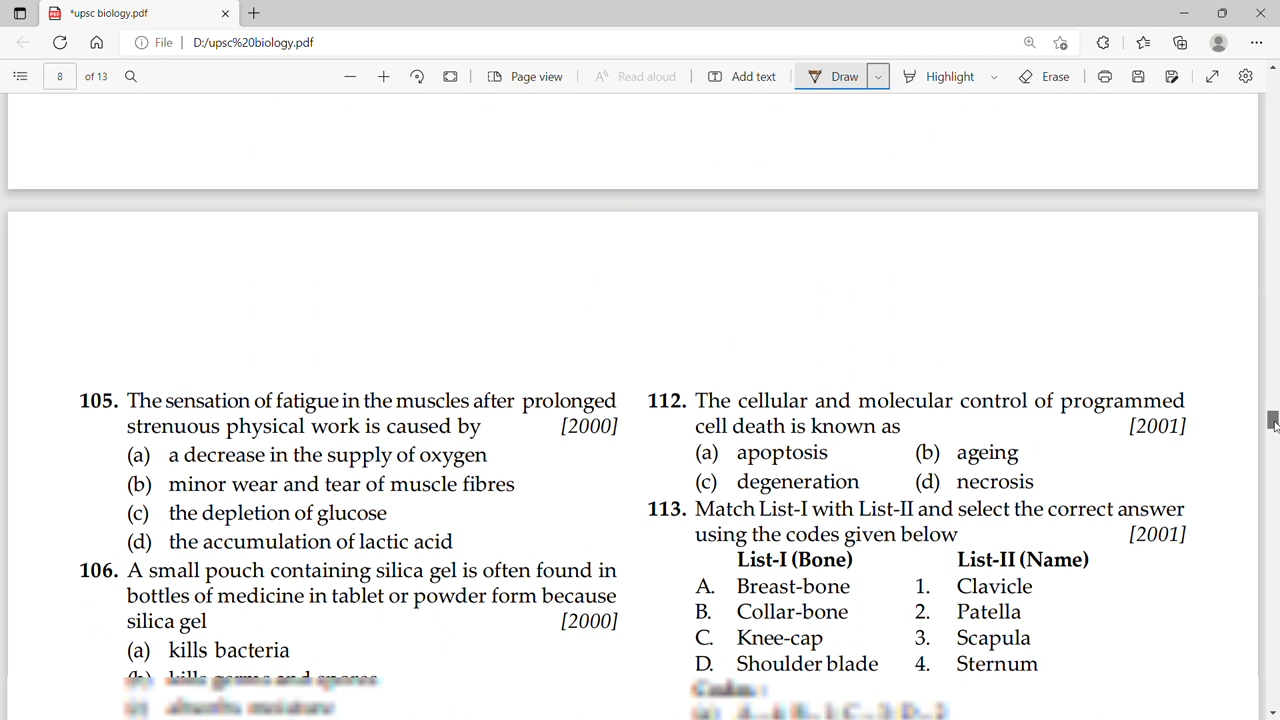 *upsc biology.pdf
File D:/upsc%20biology.pdf
8 of 13 Page view Read aloud Add text Draw Highlight Erase
105. The sensation of fatigue in the muscles after prolonged
strenuous physical work is caused by [2000]
(a) a decrease in the supply of oxygen
(b) minor wear and tear of muscle fibres
(c) the depletion of glucose
(d) the accumulation of lactic acid
106. A small pouch containing silica gel is often found in
bottles of medicine in tablet or powder form because
silica gel [2000]
(a) kills bacteria
(b) kills germs and spores
(c) absorbs moisture
112. The cellular and molecular control of programmed
cell death is known as [2001]
(a) apoptosis (b) ageing
(c) degeneration (d) necrosis
113. Match List-I with List-II and select the correct answer
using the codes given below [2001]
List-I (Bone) List-II (Name)
A. Breast-bone 1. Clavicle
B. Collar-bone 2. Patella
C. Knee-cap 3. Scapula
D. Shoulder blade 4. Sternum
Codes :